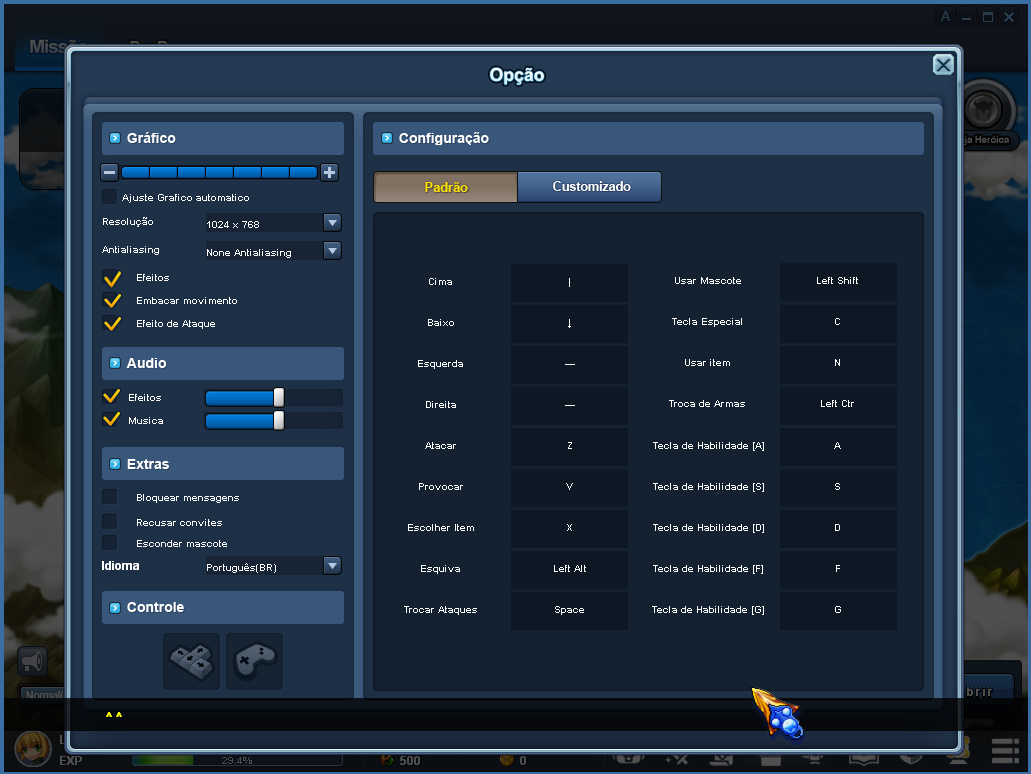 A
Missão
Opção
Gráfico
Ajuste Grafico automatico
Resolução 1024 x 768
Antialiasing None Antialiasing
Efeitos
Embacar movimento
Efeito de Ataque
Audio
Efeitos
Musica
Extras
Bloquear mensagens
Recusar convites
Esconder mascote
Idioma Português(BR)
Controle
Configuração
Padrão Customizado
Cima | Usar Mascote Left Shift
Baixo ↓ Tecla Especial C
Esquerda — Usar item N
Direita — Troca de Armas Left Ctr
Atacar Z Tecla de Habilidade [A] A
Provocar V Tecla de Habilidade [S] S
Escolher Item X Tecla de Habilidade [D] D
Esquiva Left Alt Tecla de Habilidade [F] F
Trocar Ataques Space Tecla de Habilidade [G] G
ja Heróica
Normal(
brir
^^
EXP 29.4% 500 0